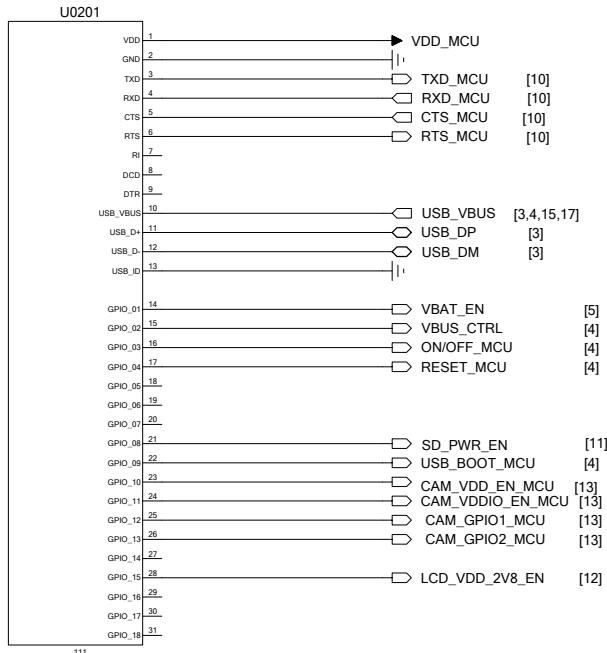 U0201
VDD 1 VDD_MCU
GND 2
TXD 3 TXD_MCU [10]
RXD 4 RXD_MCU [10]
CTS 5 CTS_MCU [10]
RTS 6 RTS_MCU [10]
RI 7
DCD 8
DTR 9
USB_VBUS 10 USB_VBUS [3,4,15,17]
USB_D+ 11 USB_DP [3]
USB_D- 12 USB_DM [3]
USB_ID 13
GPIO_01 14 VBAT_EN [5]
GPIO_02 15 VBUS_CTRL [4]
GPIO_03 16 ON/OFF_MCU [4]
GPIO_04 17 RESET_MCU [4]
GPIO_05 18
GPIO_06 19
GPIO_07 20
GPIO_08 21 SD_PWR_EN [11]
GPIO_09 22 USB_BOOT_MCU [4]
GPIO_10 23 CAM_VDD_EN_MCU [13]
GPIO_11 24 CAM_VDDIO_EN_MCU [13]
GPIO_12 25 CAM_GPIO1_MCU [13]
GPIO_13 26 CAM_GPIO2_MCU [13]
GPIO_14 27
GPIO_15 28 LCD_VDD_2V8_EN [12]
GPIO_16 29
GPIO_17 30
GPIO_18 31
111